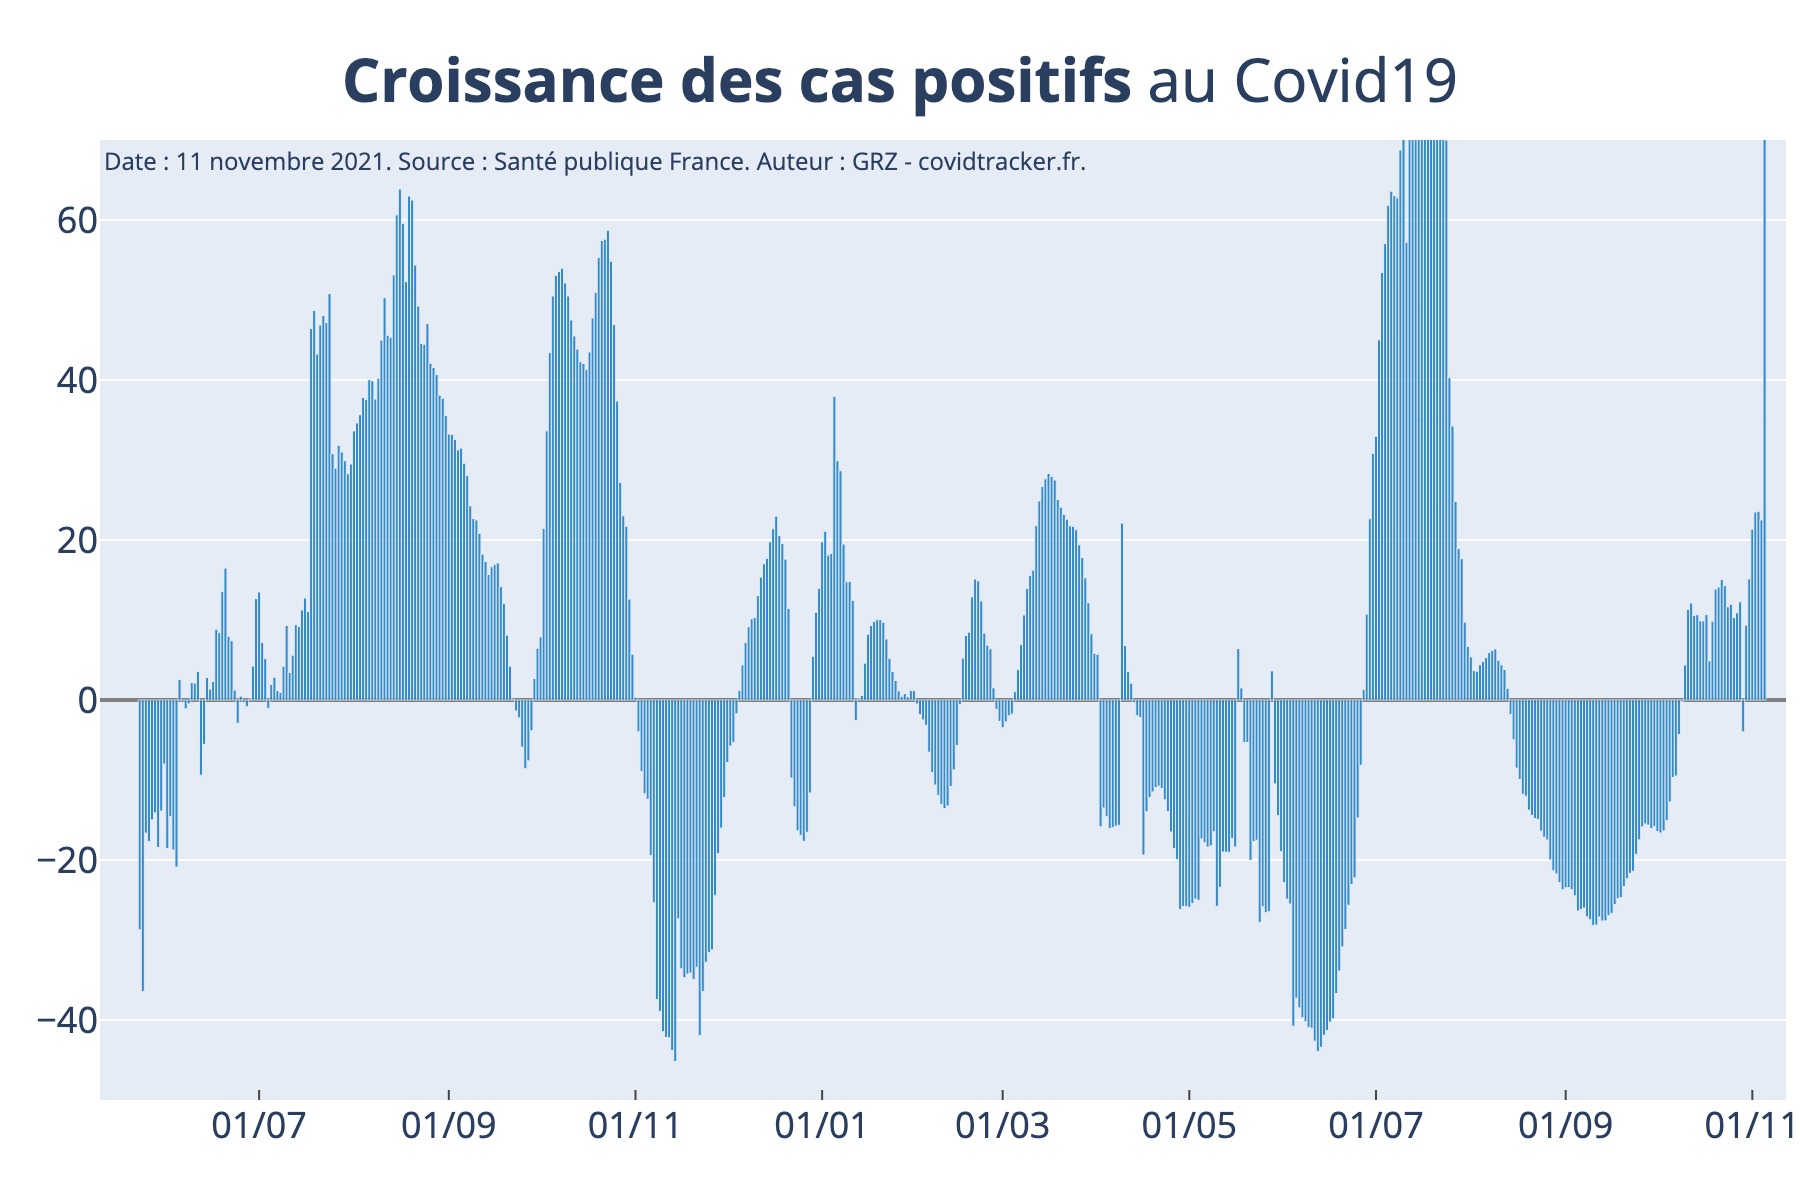 Croissance des cas positifs au Covid19
Date : 11 novembre 2021. Source : Santé publique France. Auteur : GRZ - covidtracker.fr.
60
40
20
0
−20
−40
01/07 01/09 01/11 01/01 01/03 01/05 01/07 01/09 01/11